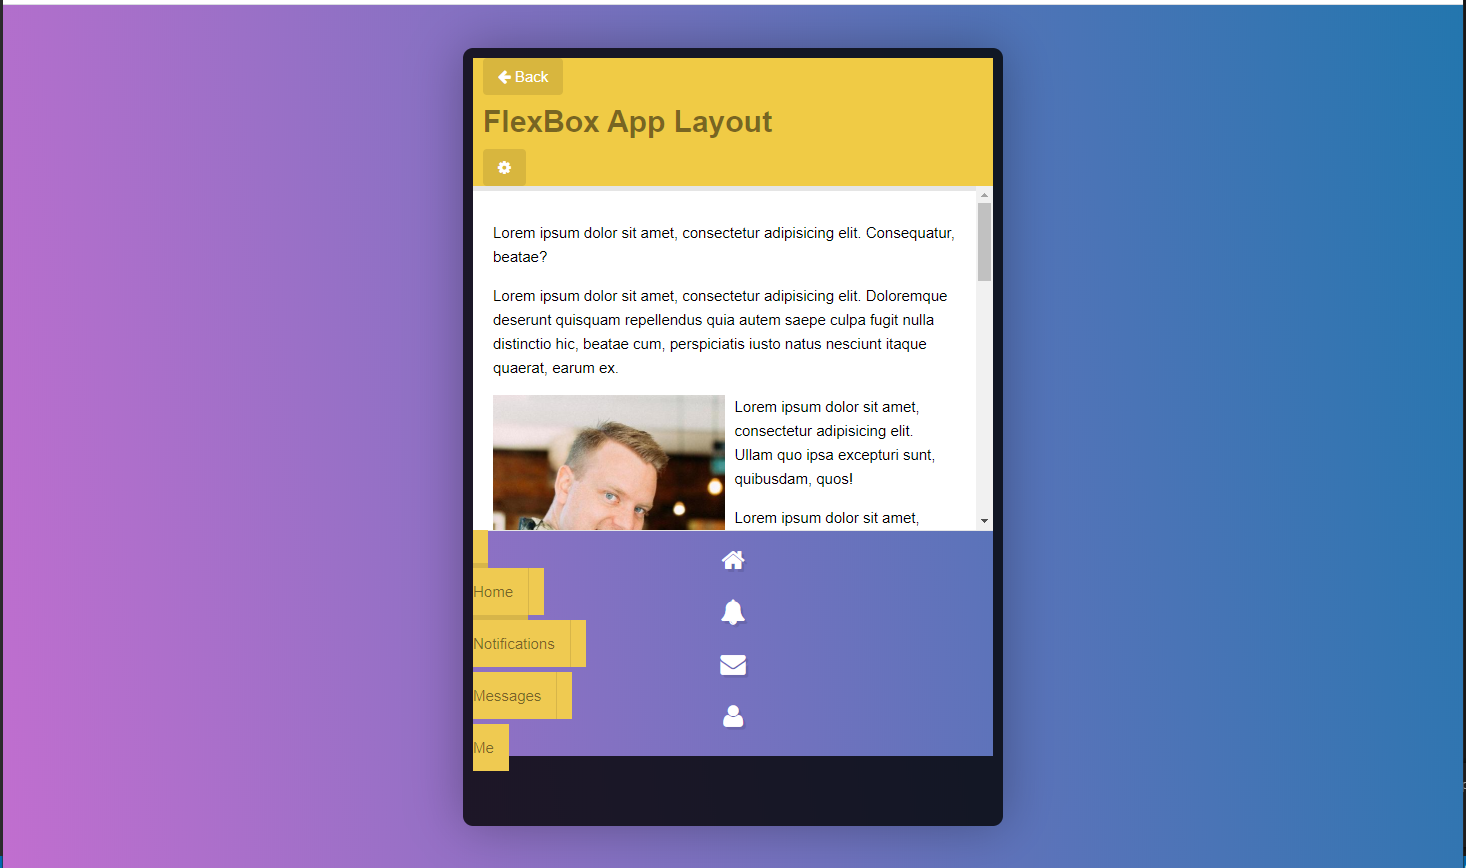 Back
FlexBox App Layout
Lorem ipsum dolor sit amet, consectetur adipisicing elit. Consequatur,
beatae?
Lorem ipsum dolor sit amet, consectetur adipisicing elit. Doloremque
deserunt quisquam repellendus quia autem saepe culpa fugit nulla
distinctio hic, beatae cum, perspiciatis iusto natus nesciunt itaque
quaerat, earum ex.
Lorem ipsum dolor sit amet,
consectetur adipisicing elit.
Ullam quo ipsa excepturi sunt,
quibusdam, quos!
Lorem ipsum dolor sit amet,
Home
Notifications
Messages
Me